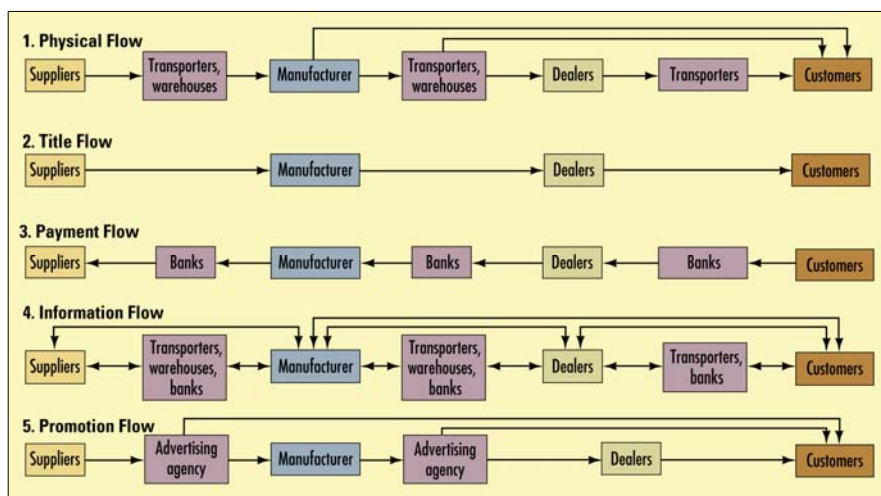 1. Physical Flow
Suppliers
Transporters,
warehouses
Manufacturer
Transporters,
warehouses
Dealers
Transporters
Customers
2. Title Flow
Suppliers
Manufacturer
Dealers
Customers
3. Payment Flow
Suppliers
Banks
Manufacturer
Banks
Dealers
Banks
Customers
4. Information Flow
Suppliers
Transporters,
warehouses,
banks
Manufacturer
Transporters,
warehouses,
banks
Dealers
Transporters,
banks
Customers
5. Promotion Flow
Suppliers
Advertising
agency
Manufacturer
Advertising
agency
Dealers
Customers